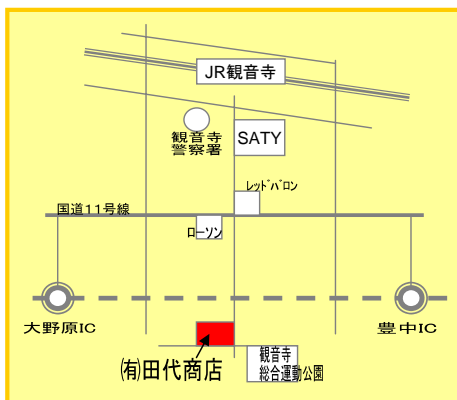 JR観音寺
観音寺
警察署
SATY
ﾚｯﾄﾞﾊﾞﾛﾝ
国道11号線
ローソン
大野原IC
豊中IC
㈲田代商店
観音寺
総合運動公園